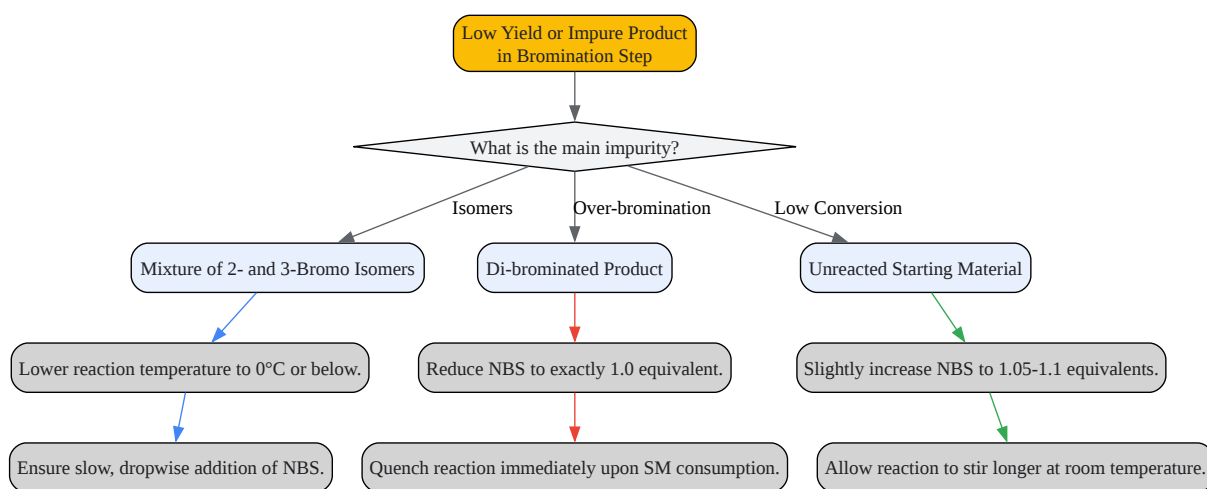 Low Yield or Impure Product
in Bromination Step
What is the main impurity?
Isomers
Over-bromination
Low Conversion
Mixture of 2- and 3-Bromo Isomers
Di-brominated Product
Unreacted Starting Material
Lower reaction temperature to 0°C or below.
Reduce NBS to exactly 1.0 equivalent.
Slightly increase NBS to 1.05-1.1 equivalents.
Ensure slow, dropwise addition of NBS.
Quench reaction immediately upon SM consumption.
Allow reaction to stir longer at room temperature.